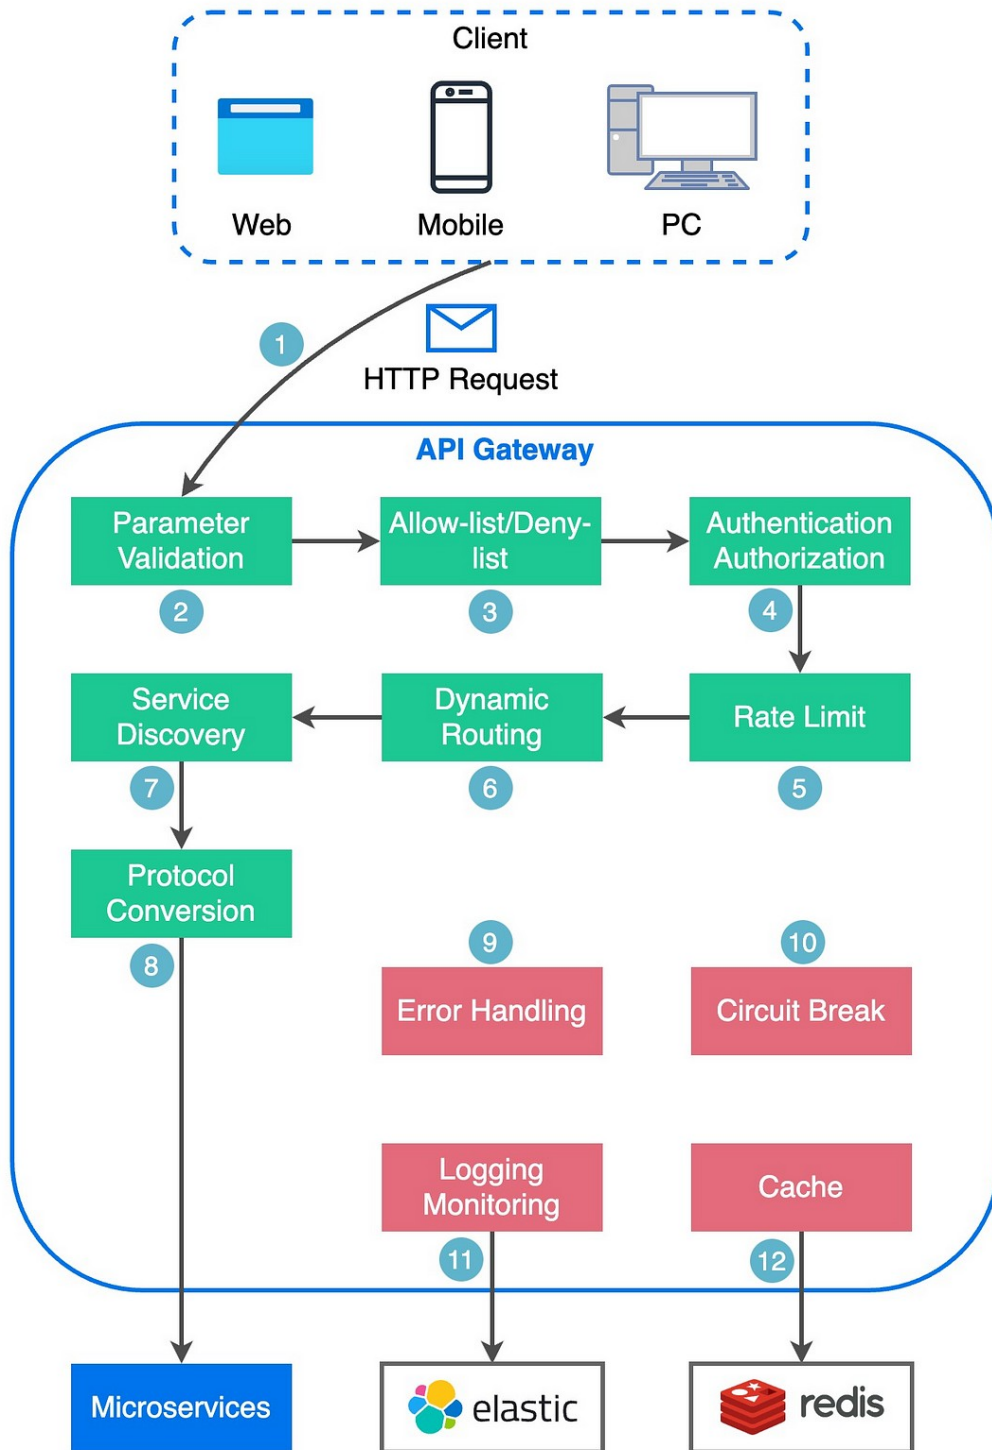 Client
Web
Mobile
PC
1
HTTP Request
API Gateway
Parameter
Validation
Allow-list/Deny-
list
Authentication
Authorization
2
3
4
Service
Discovery
Dynamic
Routing
Rate Limit
7
6
5
Protocol
Conversion
8
9
10
Error Handling
Circuit Break
Logging
Monitoring
Cache
11
12
Microservices
elastic
redis